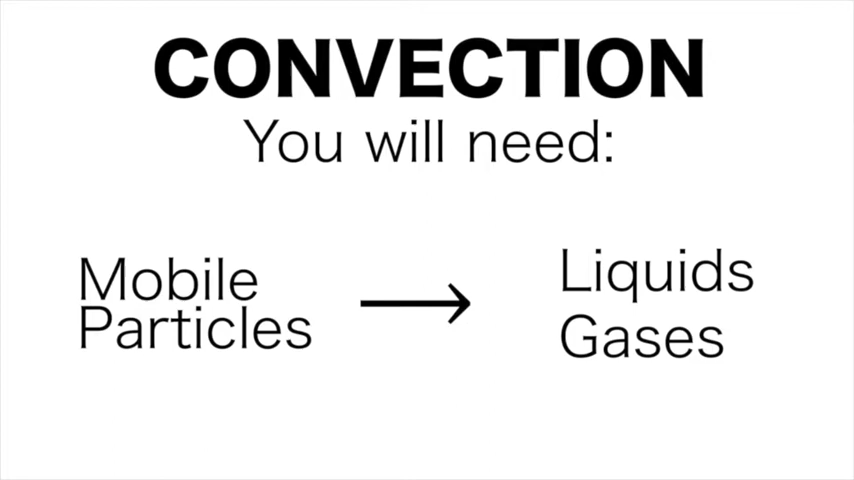 CONVECTION
You will need:
Mobile
Particles
Liquids
Gases